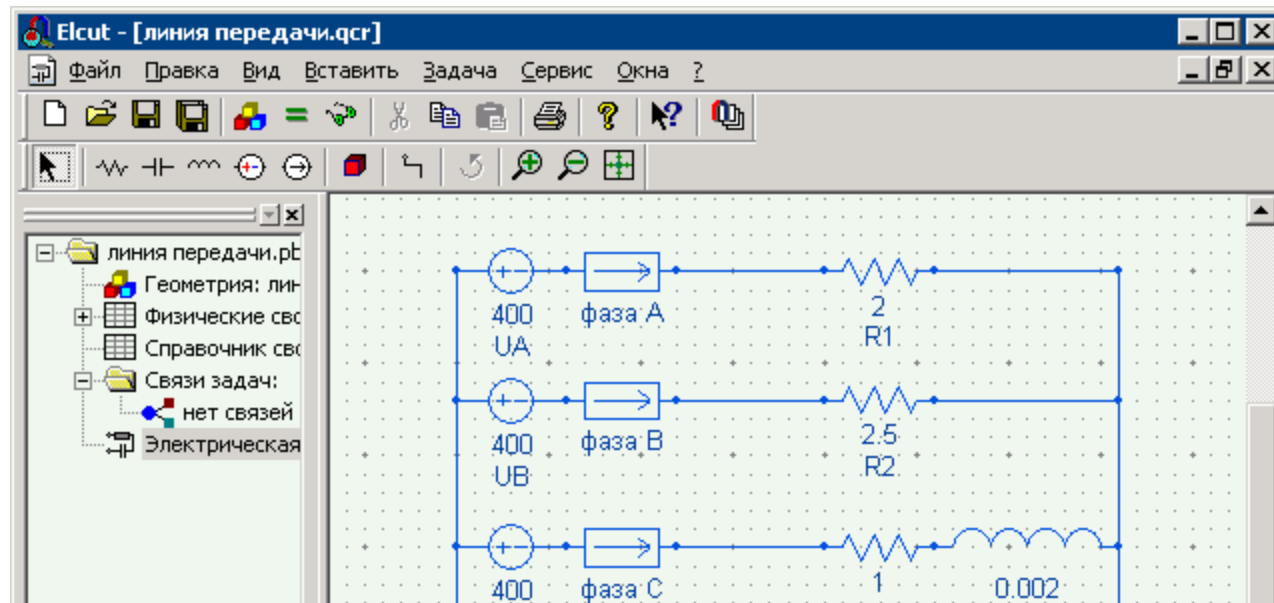 Elcut - [линия передачи.qcr]
Файл Правка Вид Вставить Задача Сервис Окна ?
линия передачи.pb
Геометрия: лин
Физические сво
Справочник сво
Связи задач:
нет связей
Электрическая
400
UA
фаза A
2
R1
400
UB
фаза B
2.5
R2
400
фаза C
1
0.002